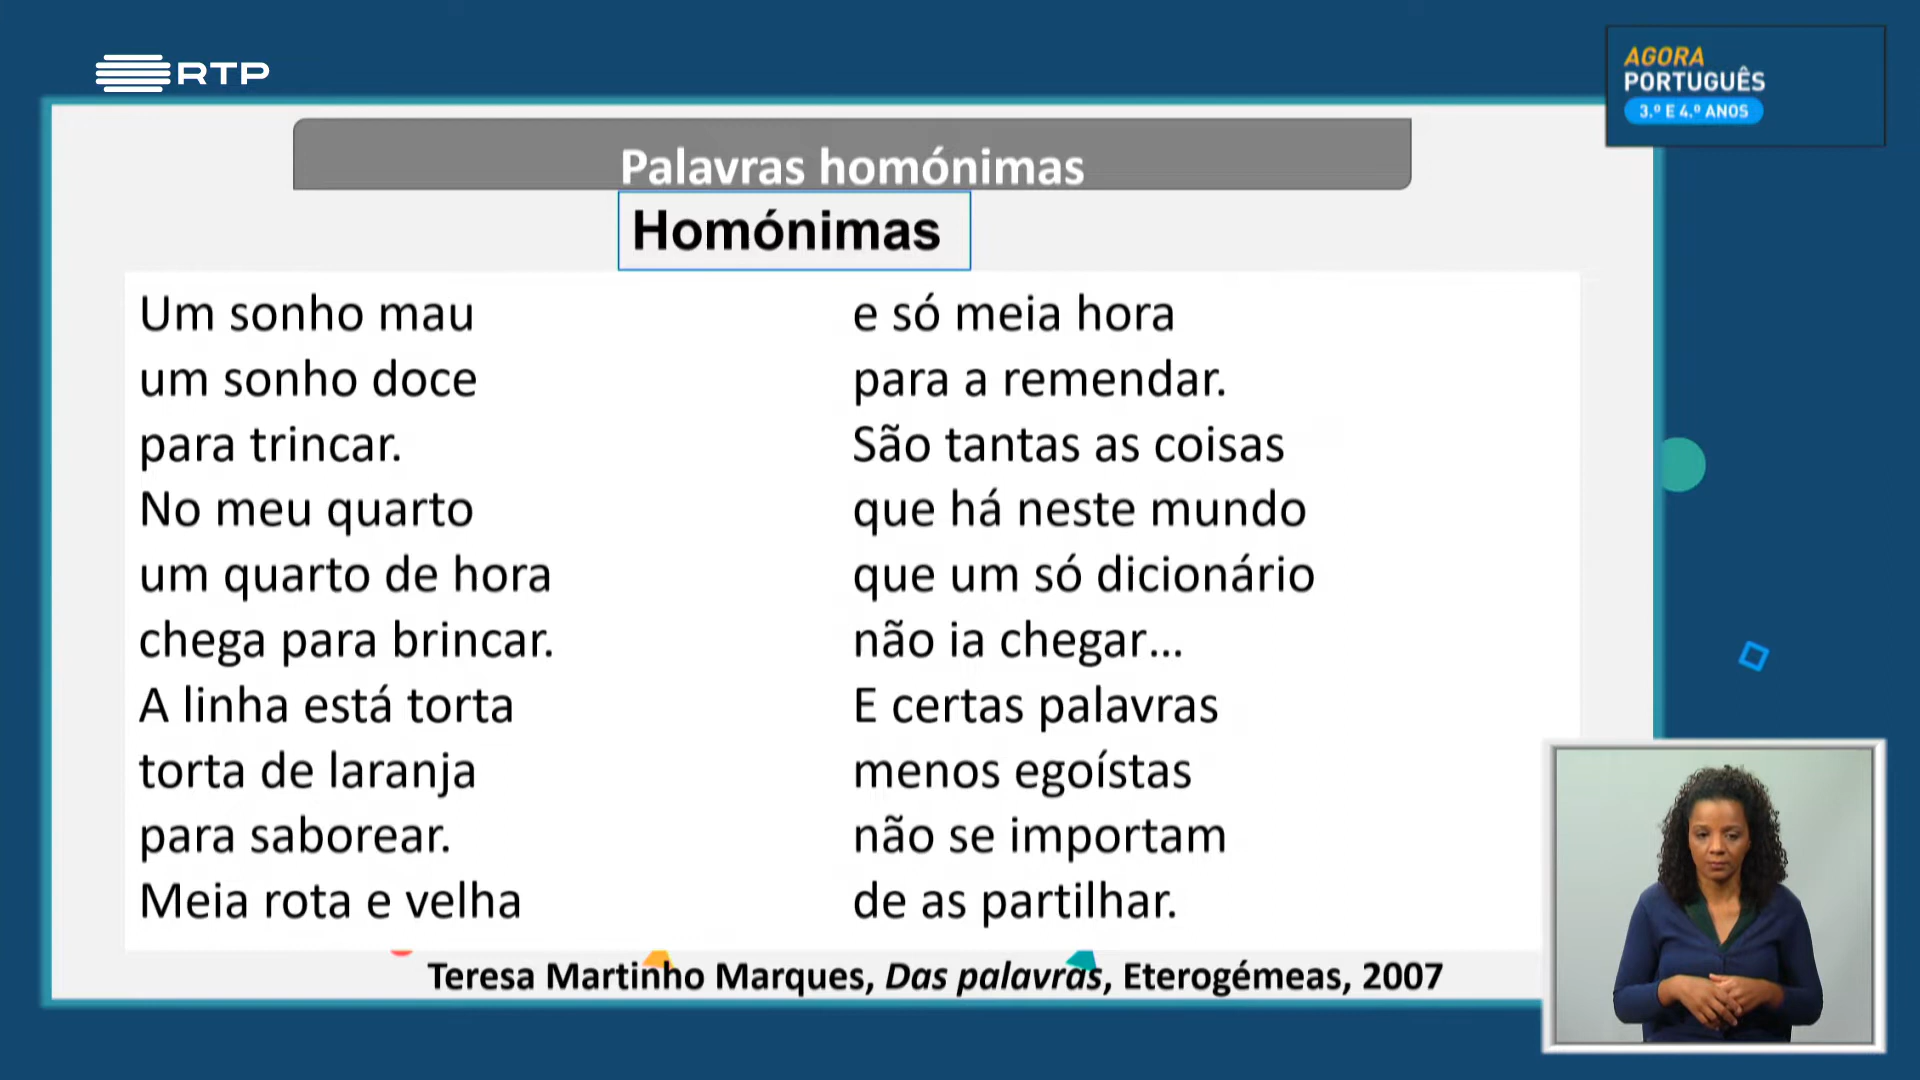 RTP
AGORA
PORTUGUÊS
3.º E 4.º ANOS
Palavras homónimas
Homónimas
Um sonho mau
um sonho doce
para trincar.
No meu quarto
um quarto de hora
chega para brincar.
A linha está torta
torta de laranja
para saborear.
Meia rota e velha
e só meia hora
para a remendar.
São tantas as coisas
que há neste mundo
que um só dicionário
não ia chegar...
E certas palavras
menos egoístas
não se importam
de as partilhar.
Teresa Martinho Marques, Das palavras, Eterogémeas, 2007